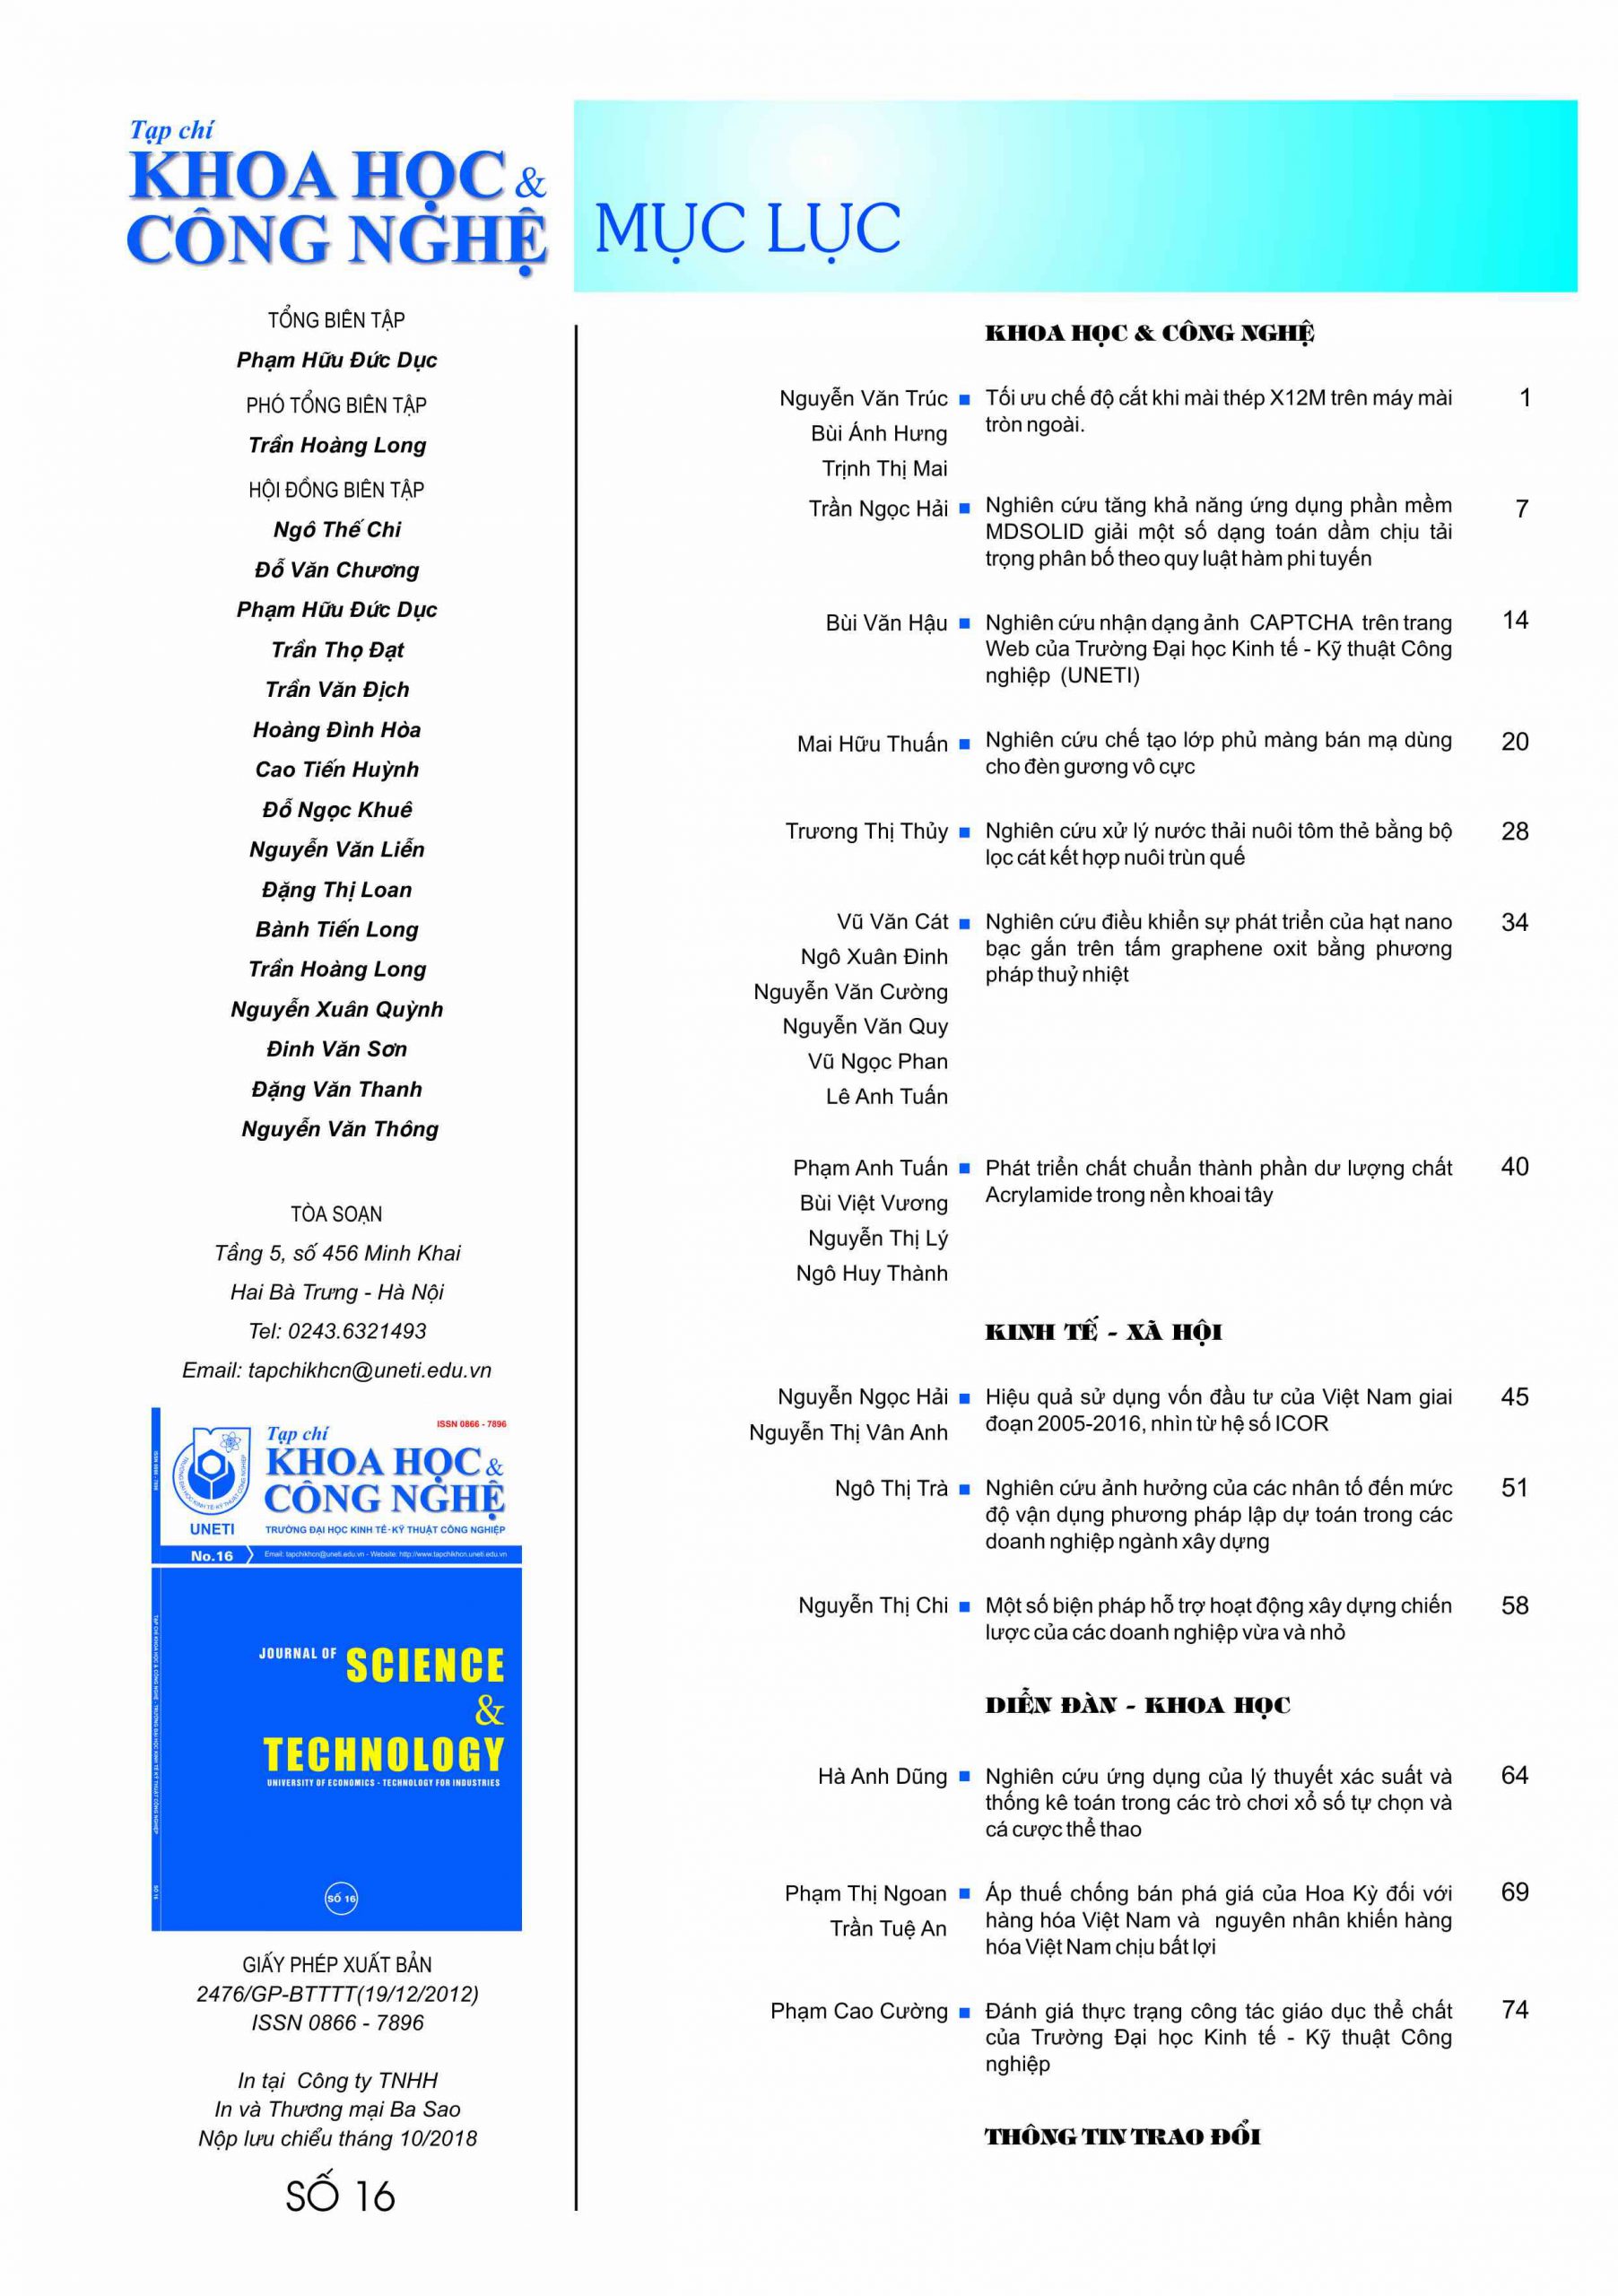 Tạp chí
KHOA HỌC &
CÔNG NGHỆ
MỤC LỤC
TỔNG BIÊN TẬP
Phạm Hữu Đức Dục
PHÓ TỔNG BIÊN TẬP
Trần Hoàng Long
HỘI ĐỒNG BIÊN TẬP
Ngô Thế Chi
Đỗ Văn Chương
Phạm Hữu Đức Dục
Trần Thọ Đạt
Trần Văn Địch
Hoàng Đình Hòa
Cao Tiến Huỳnh
Đỗ Ngọc Khuê
Nguyễn Văn Liễn
Đặng Thị Loan
Bành Tiến Long
Trần Hoàng Long
Nguyễn Xuân Quỳnh
Đinh Văn Sơn
Đặng Văn Thanh
Nguyễn Văn Thông
TÒA SOẠN
Tầng 5, số 456 Minh Khai
Hai Bà Trưng - Hà Nội
Tel: 0243.6321493
Email: tapchikhcn@uneti.edu.vn
ISSN 0866 - 7896
Tạp chí
KHOA HỌC &
CÔNG NGHỆ
UNETI
TRƯỜNG ĐẠI HỌC KINH TẾ-KỸ THUẬT CÔNG NGHIỆP
No.16
Email: tapchikhcn@uneti.edu.vn - Website: http://www.tapchikhcn.uneti.edu.vn
JOURNAL OF SCIENCE
&
TECHNOLOGY
UNIVERSITY OF ECONOMICS - TECHNOLOGY FOR INDUSTRIES
SỐ 16
GIẤY PHÉP XUẤT BẢN
2476/GP-BTTTT(19/12/2012)
ISSN 0866 - 7896
In tại Công ty TNHH
In và Thương mại Ba Sao
Nộp lưu chiểu tháng 10/2018
SỐ 16
KHOA HỌC & CÔNG NGHỆ
Nguyễn Văn Trúc ■ Tối ưu chế độ cắt khi mài thép X12M trên máy mài 1
Bùi Ánh Hưng tròn ngoài.
Trịnh Thị Mai
Trần Ngọc Hải ■ Nghiên cứu tăng khả năng ứng dụng phần mềm 7
MDSOLID giải một số dạng toán dầm chịu tải
trọng phân bố theo quy luật hàm phi tuyến
Bùi Văn Hậu ■ Nghiên cứu nhận dạng ảnh CAPTCHA trên trang 14
Web của Trường Đại học Kinh tế - Kỹ thuật Công
nghiệp (UNETI)
Mai Hữu Thuấn ■ Nghiên cứu chế tạo lớp phủ màng bán mạ dùng 20
cho đèn gương vô cực
Trương Thị Thủy ■ Nghiên cứu xử lý nước thải nuôi tôm thẻ bằng bộ 28
lọc cát kết hợp nuôi trùn quế
Vũ Văn Cát ■ Nghiên cứu điều khiển sự phát triển của hạt nano 34
Ngô Xuân Đinh bạc gắn trên tấm graphene oxit bằng phương
Nguyễn Văn Cường pháp thuỷ nhiệt
Nguyễn Văn Quy
Vũ Ngọc Phan
Lê Anh Tuấn
Phạm Anh Tuấn ■ Phát triển chất chuẩn thành phần dư lượng chất 40
Bùi Việt Vương Acrylamide trong nền khoai tây
Nguyễn Thị Lý
Ngô Huy Thành
KINH TẾ - XÃ HỘI
Nguyễn Ngọc Hải ■ Hiệu quả sử dụng vốn đầu tư của Việt Nam giai 45
Nguyễn Thị Vân Anh đoạn 2005-2016, nhìn từ hệ số ICOR
Ngô Thị Trà ■ Nghiên cứu ảnh hưởng của các nhân tố đến mức 51
độ vận dụng phương pháp lập dự toán trong các
doanh nghiệp ngành xây dựng
Nguyễn Thị Chi ■ Một số biện pháp hỗ trợ hoạt động xây dựng chiến 58
lược của các doanh nghiệp vừa và nhỏ
DIỄN ĐÀN - KHOA HỌC
Hà Anh Dũng ■ Nghiên cứu ứng dụng của lý thuyết xác suất và 64
thống kê toán trong các trò chơi xổ số tự chọn và
cá cược thể thao
Phạm Thị Ngoan ■ Áp thuế chống bán phá giá của Hoa Kỳ đối với 69
Trần Tuệ An hàng hóa Việt Nam và nguyên nhân khiến hàng
hóa Việt Nam chịu bất lợi
Phạm Cao Cường ■ Đánh giá thực trạng công tác giáo dục thể chất 74
của Trường Đại học Kinh tế - Kỹ thuật Công
nghiệp
THÔNG TIN TRAO ĐỔI